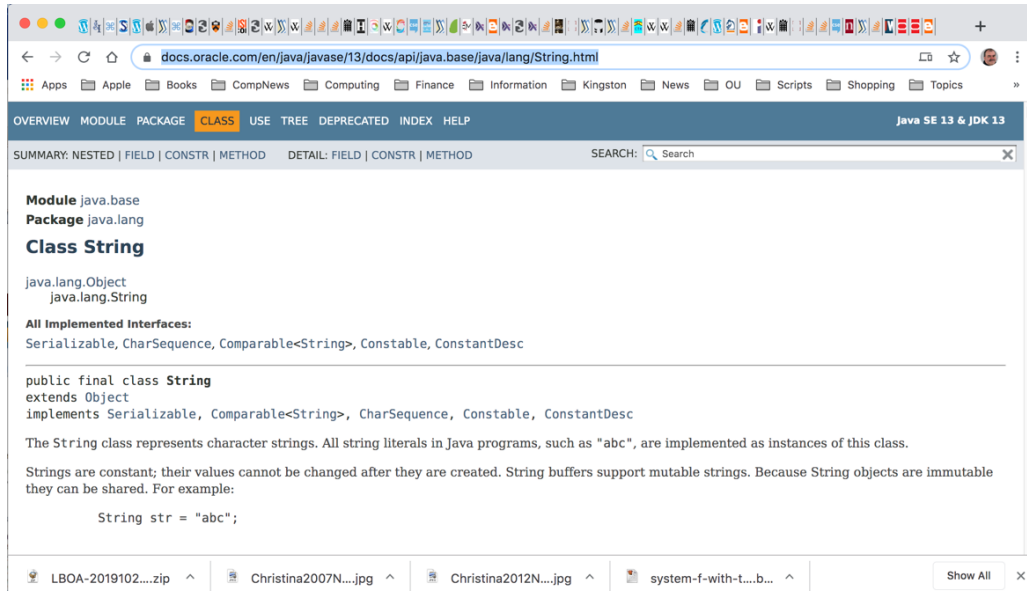 docs.oracle.com/en/java/javase/13/docs/api/java.base/java/lang/String.html
Apps Apple Books CompNews Computing Finance Information Kingston News OU Scripts Shopping Topics »
OVERVIEW MODULE PACKAGE CLASS USE TREE DEPRECATED INDEX HELP Java SE 13 & JDK 13
SUMMARY: NESTED | FIELD | CONSTR | METHOD DETAIL: FIELD | CONSTR | METHOD SEARCH: Search
Module java.base
Package java.lang
Class String
java.lang.Object
java.lang.String
All Implemented Interfaces:
Serializable, CharSequence, Comparable<String>, Constable, ConstantDesc
public final class String
extends Object
implements Serializable, Comparable<String>, CharSequence, Constable, ConstantDesc
The String class represents character strings. All string literals in Java programs, such as "abc", are implemented as instances of this class.
Strings are constant; their values cannot be changed after they are created. String buffers support mutable strings. Because String objects are immutable
they can be shared. For example:
String str = "abc";
LBOA-2019102....zip Christina2007N....jpg Christina2012N....jpg system-f-with-t....b... Show All